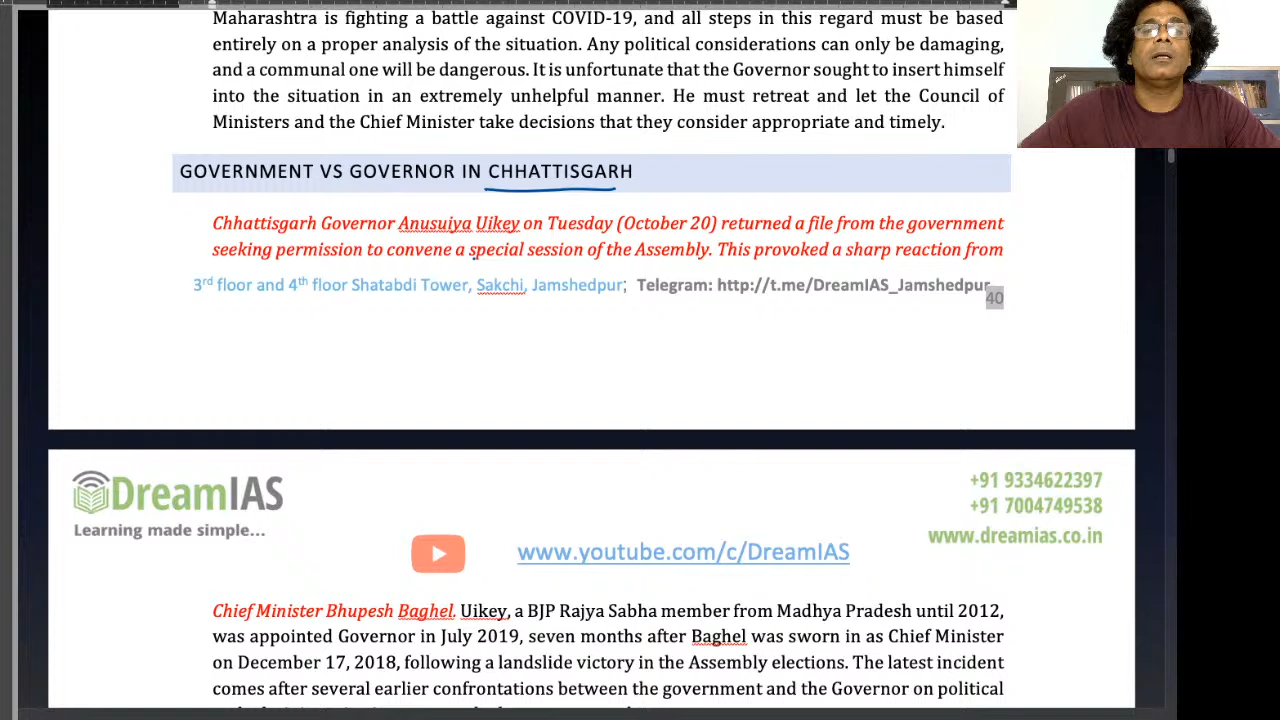 Maharashtra is fighting a battle against COVID-19, and all steps in this regard must be based
entirely on a proper analysis of the situation. Any political considerations can only be damaging,
and a communal one will be dangerous. It is unfortunate that the Governor sought to insert himself
into the situation in an extremely unhelpful manner. He must retreat and let the Council of
Ministers and the Chief Minister take decisions that they consider appropriate and timely.
GOVERNMENT VS GOVERNOR IN CHHATTISGARH
Chhattisgarh Governor Anusuiya Uikey on Tuesday (October 20) returned a file from the government
seeking permission to convene a special session of the Assembly. This provoked a sharp reaction from
3rd floor and 4th floor Shatabdi Tower, Sakchi, Jamshedpur; Telegram: http://t.me/DreamIAS_Jamshedpur
40
DreamIAS
Learning made simple...
+91 9334622397
+91 7004749538
www.dreamias.co.in
www.youtube.com/c/DreamIAS
Chief Minister Bhupesh Baghel. Uikey, a BJP Rajya Sabha member from Madhya Pradesh until 2012,
was appointed Governor in July 2019, seven months after Baghel was sworn in as Chief Minister
on December 17, 2018, following a landslide victory in the Assembly elections. The latest incident
comes after several earlier confrontations between the government and the Governor on political